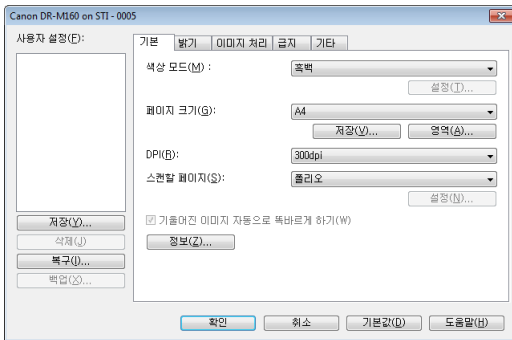 Canon DR-M160 on STI - 0005
사용자 설정(F):
기본 밝기 이미지 처리 급지 기타
색상 모드(M) : 흑백
설정(T)...
페이지 크기(G): A4
저장(V)... 영역(A)...
DPI(R): 300dpi
스캔할 페이지(S): 폴리오
설정(N)...
기울어진 이미지 자동으로 똑바르게 하기(W)
정보(Z)...
저장(Y)...
삭제(J)
복구(I)...
백업(X)...
확인 취소 기본값(D) 도움말(H)